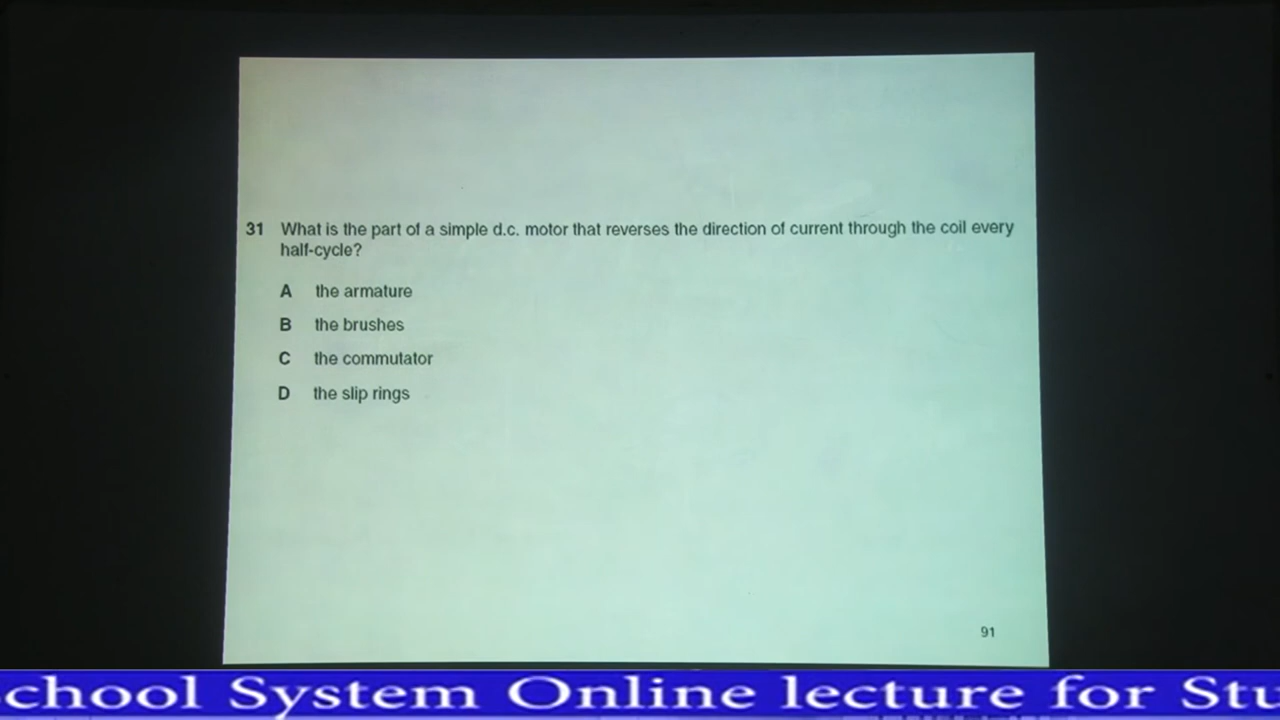 31 What is the part of a simple d.c. motor that reverses the direction of current through the coil every
half-cycle?
A the armature
B the brushes
C the commutator
D the slip rings
91
School System Online lecture for Stu